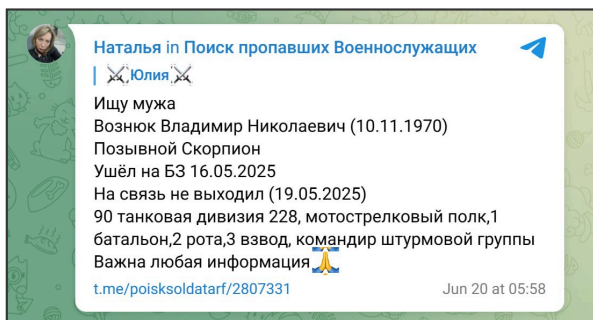 Наталья in Поиск пропавших Военнослужащих
⚔️Юлия⚔️
Ищу мужа
Вознюк Владимир Николаевич (10.11.1970)
Позывной Скорпион
Ушёл на БЗ 16.05.2025
На связь не выходил (19.05.2025)
90 танковая дивизия 228, мотострелковый полк,1
батальон,2 рота,3 взвод, командир штурмовой группы
Важна любая информация🙏
t.me/poisksoldatarf/2807331
Jun 20 at 05:58